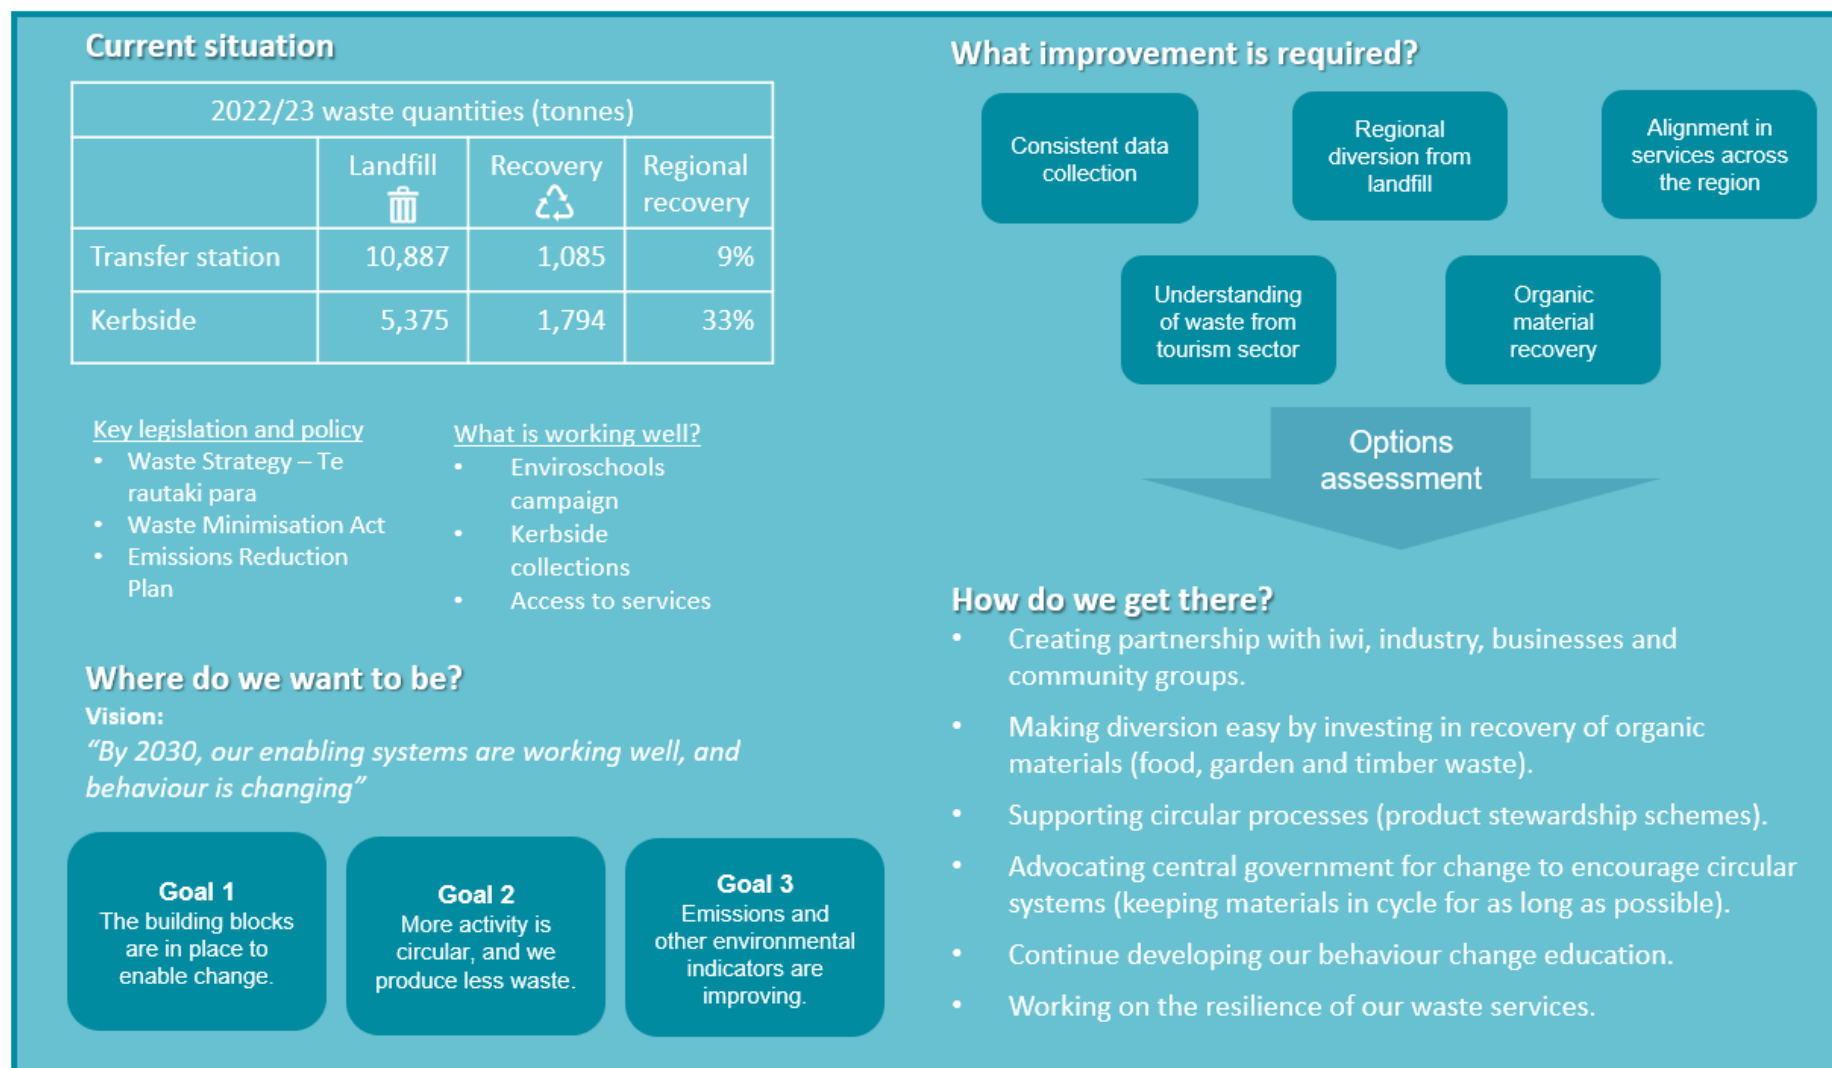 Current situation
2022/23 waste quantities (tonnes)
Landfill Recovery Regional
recovery
Transfer station 10,887 1,085 9%
Kerbside 5,375 1,794 33%
Key legislation and policy
• Waste Strategy – Te
rautaki para
• Waste Minimisation Act
• Emissions Reduction
Plan
What is working well?
• Enviroschools
campaign
• Kerbside
collections
• Access to services
Where do we want to be?
Vision:
“By 2030, our enabling systems are working well, and
behaviour is changing”
Goal 1
The building blocks
are in place to
enable change.
Goal 2
More activity is
circular, and we
produce less waste.
Goal 3
Emissions and
other environmental
indicators are
improving.
What improvement is required?
Consistent data
collection
Regional
diversion from
landfill
Alignment in
services across
the region
Understanding
of waste from
tourism sector
Organic
material
recovery
Options
assessment
How do we get there?
• Creating partnership with iwi, industry, businesses and
community groups.
• Making diversion easy by investing in recovery of organic
materials (food, garden and timber waste).
• Supporting circular processes (product stewardship schemes).
• Advocating central government for change to encourage circular
systems (keeping materials in cycle for as long as possible).
• Continue developing our behaviour change education.
• Working on the resilience of our waste services.